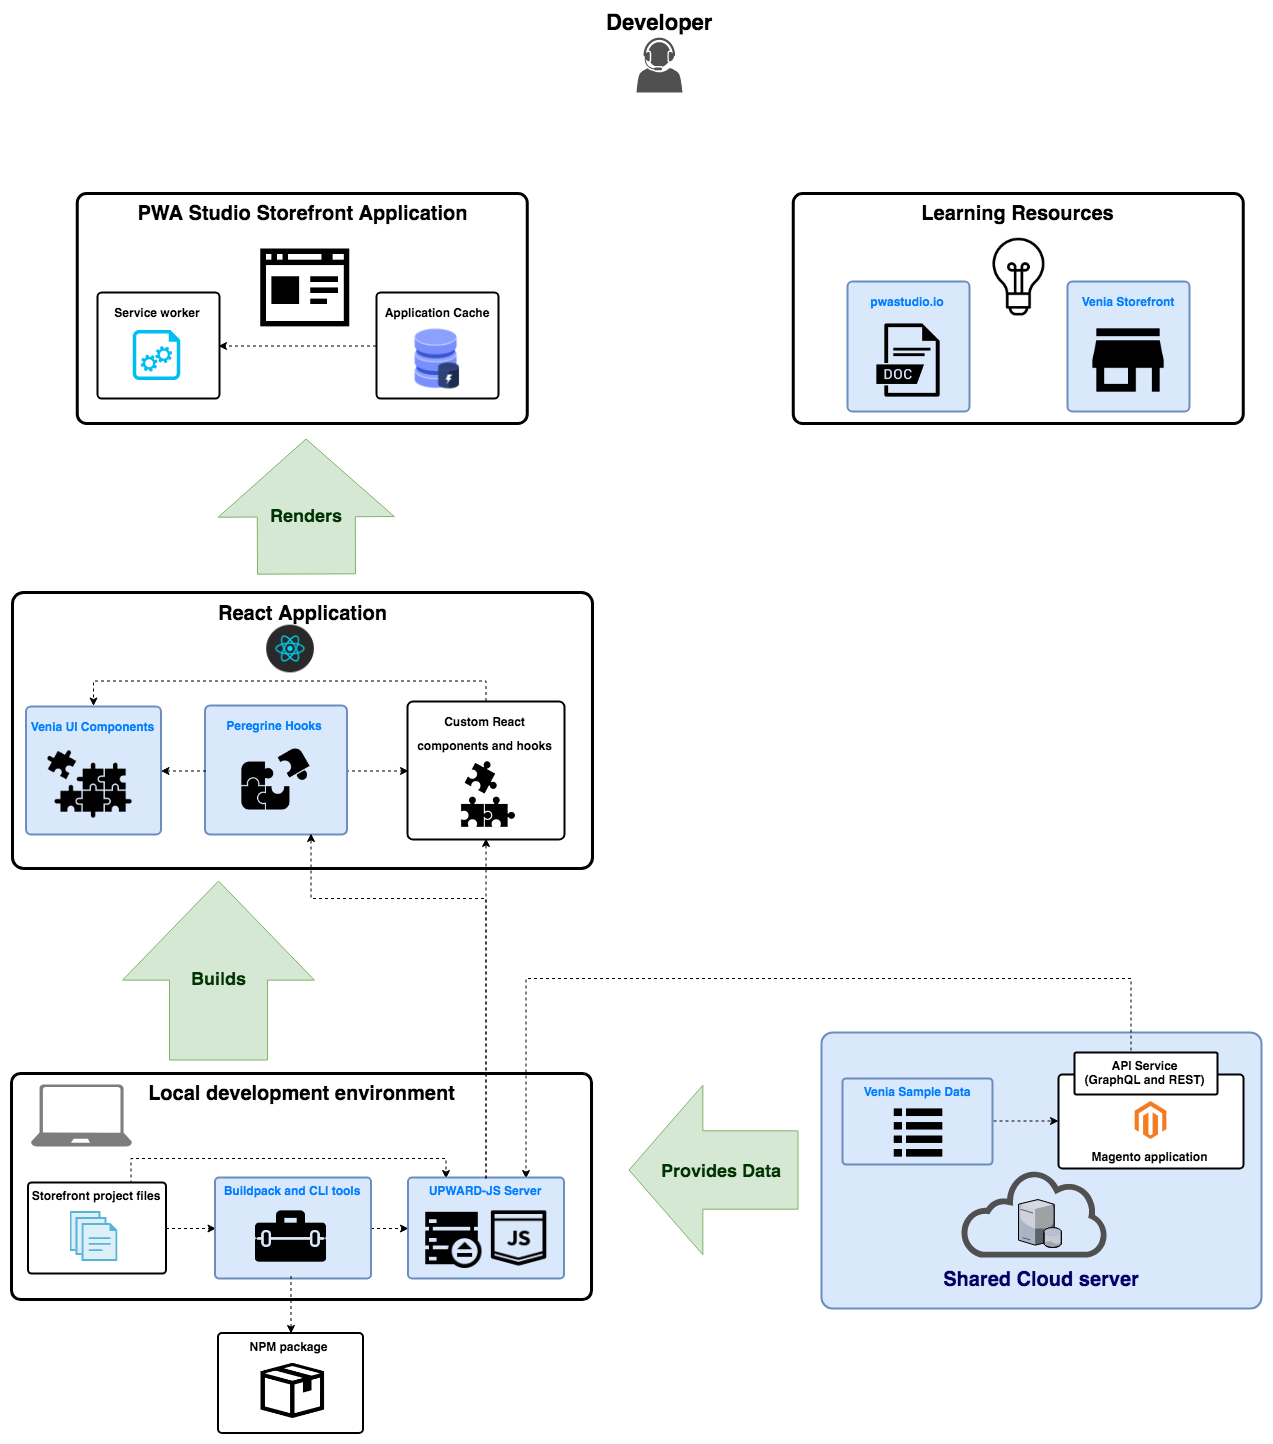 Developer
PWA Studio Storefront Application
Service worker
Application Cache
Learning Resources
pwastudio.io
DOC
Venia Storefront
Renders
React Application
Venia UI Components
Peregrine Hooks
Custom React
components and hooks
Builds
Local development environment
Storefront project files
Buildpack and CLI tools
UPWARD-JS Server
JS
NPM package
Provides Data
Venia Sample Data
API Service
(GraphQL and REST)
Magento application
Shared Cloud server